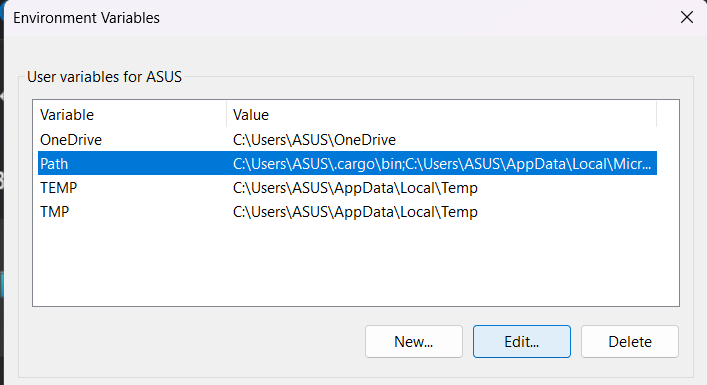 Environment Variables
User variables for ASUS
Variable Value
OneDrive C:\Users\ASUS\OneDrive
Path C:\Users\ASUS\.cargo\bin;C:\Users\ASUS\AppData\Local\Micr...
TEMP C:\Users\ASUS\AppData\Local\Temp
TMP C:\Users\ASUS\AppData\Local\Temp
New... Edit... Delete